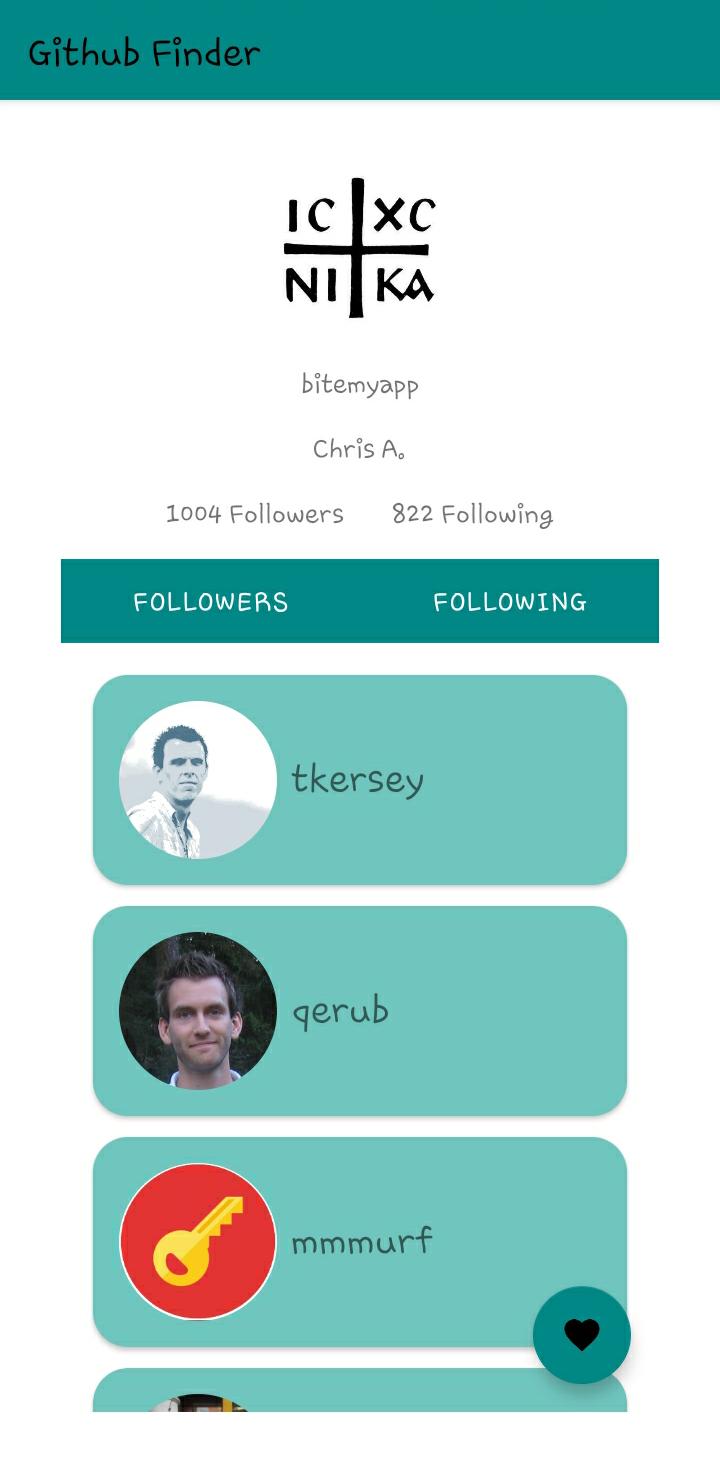 Github Finder
IC XC
NI KA
bitemyapp
Chris A.
1004 Followers 822 Following
FOLLOWERS FOLLOWING
tkersey
qerub
mmmurf